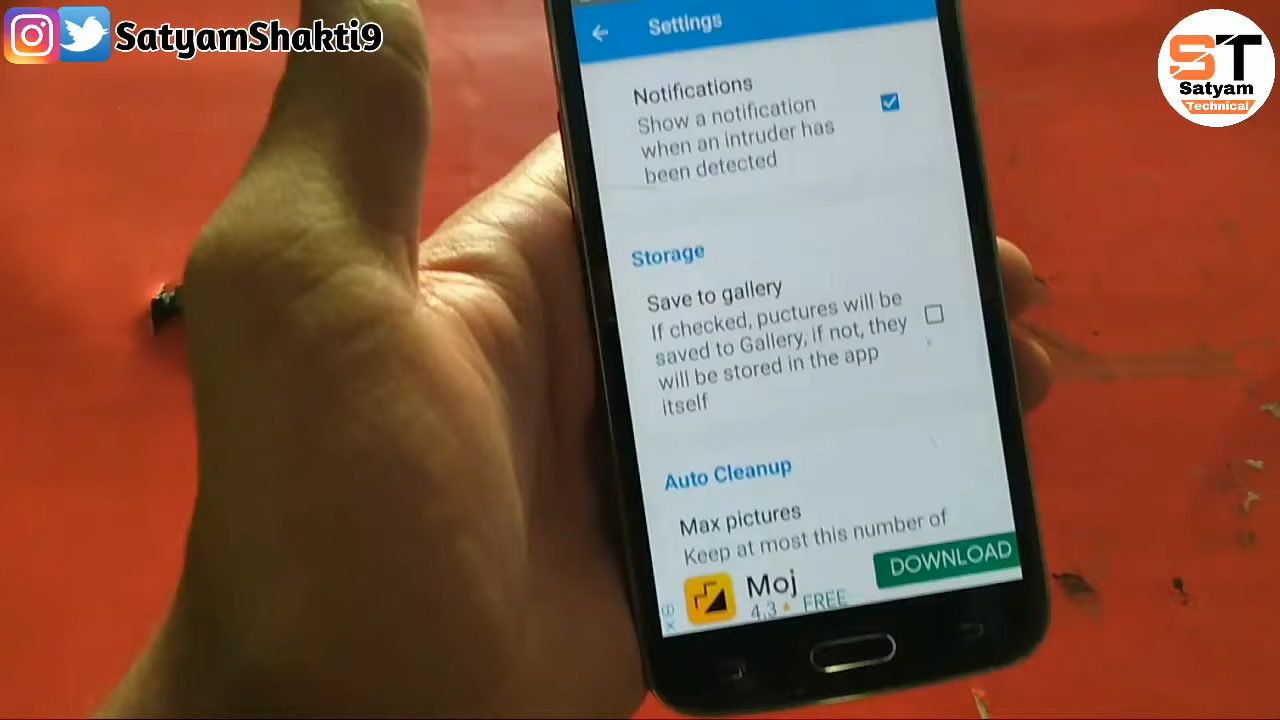 SatyamShakti9
ST
Satyam
Technical
Settings
Notifications
Show a notification
when an intruder has
been detected
Storage
Save to gallery
If checked, puctures will be
saved to Gallery, if not, they
will be stored in the app
itself
Auto Cleanup
Max pictures
Keep at most this number of
Moj
4,3 ★ FREE
DOWNLOAD